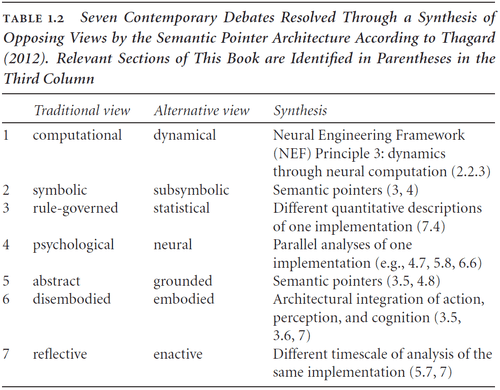 TABLE 1.2 Seven Contemporary Debates Resolved Through a Synthesis of
Opposing Views by the Semantic Pointer Architecture According to Thagard
(2012). Relevant Sections of This Book are Identified in Parentheses in the
Third Column
Traditional view Alternative view Synthesis
1 computational dynamical Neural Engineering Framework
(NEF) Principle 3: dynamics
through neural computation (2.2.3)
2 symbolic subsymbolic Semantic pointers (3, 4)
3 rule-governed statistical Different quantitative descriptions
of one implementation (7.4)
4 psychological neural Parallel analyses of one
implementation (e.g., 4.7, 5.8, 6.6)
5 abstract grounded Semantic pointers (3.5, 4.8)
6 disembodied embodied Architectural integration of action,
perception, and cognition (3.5,
3.6, 7)
7 reflective enactive Different timescale of analysis of the
same implementation (5.7, 7)